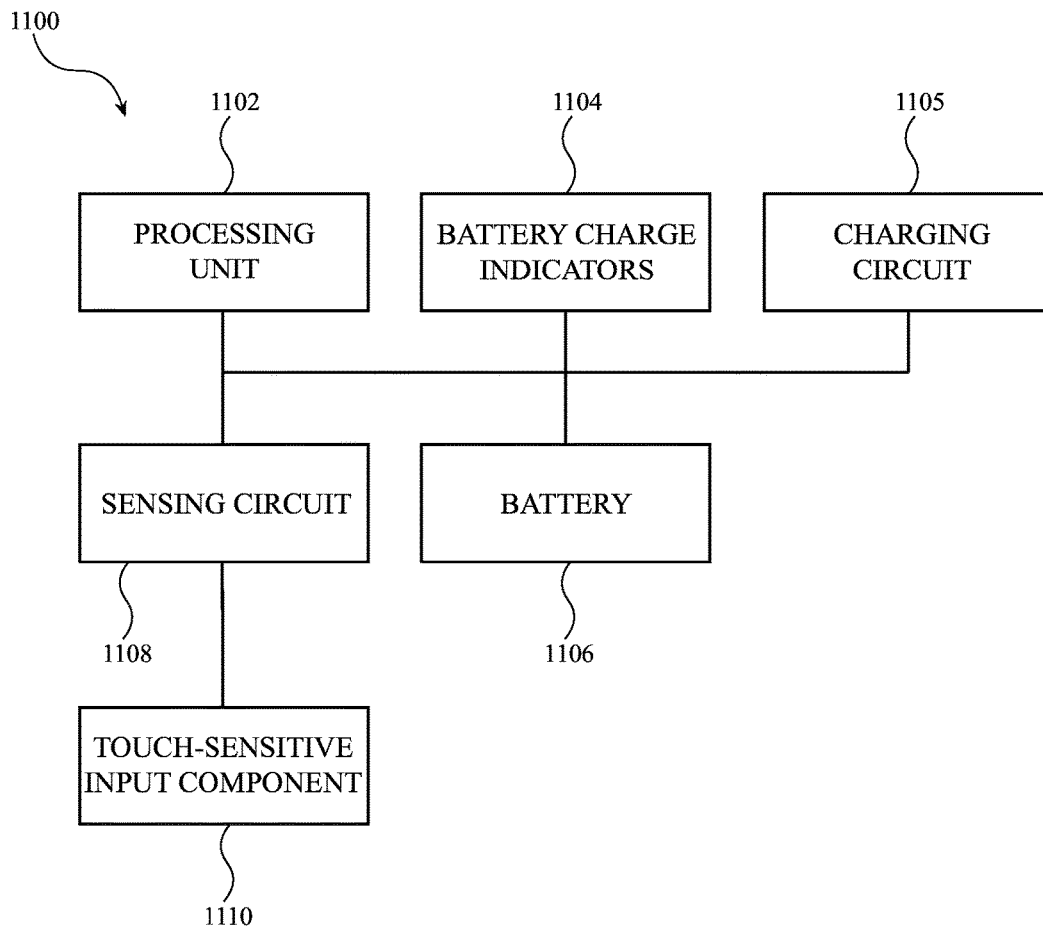 1100
1102
1104
1105
PROCESSING
UNIT
BATTERY CHARGE
INDICATORS
CHARGING
CIRCUIT
SENSING CIRCUIT
BATTERY
1108
1106
TOUCH-SENSITIVE
INPUT COMPONENT
1110